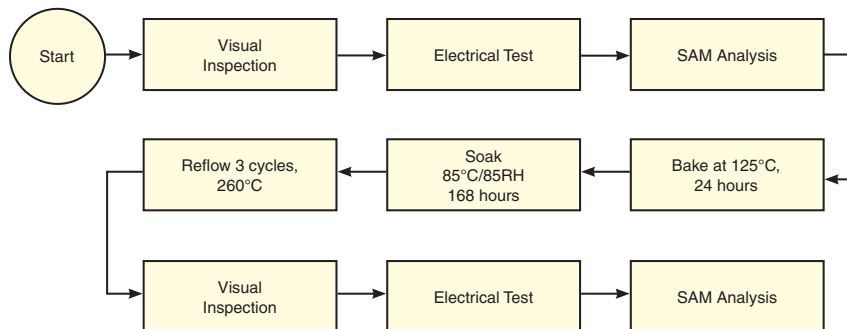 Start
Visual
Inspection
Electrical Test
SAM Analysis
Bake at 125°C,
24 hours
Soak
85°C/85RH
168 hours
Reflow 3 cycles,
260°C
Visual
Inspection
Electrical Test
SAM Analysis